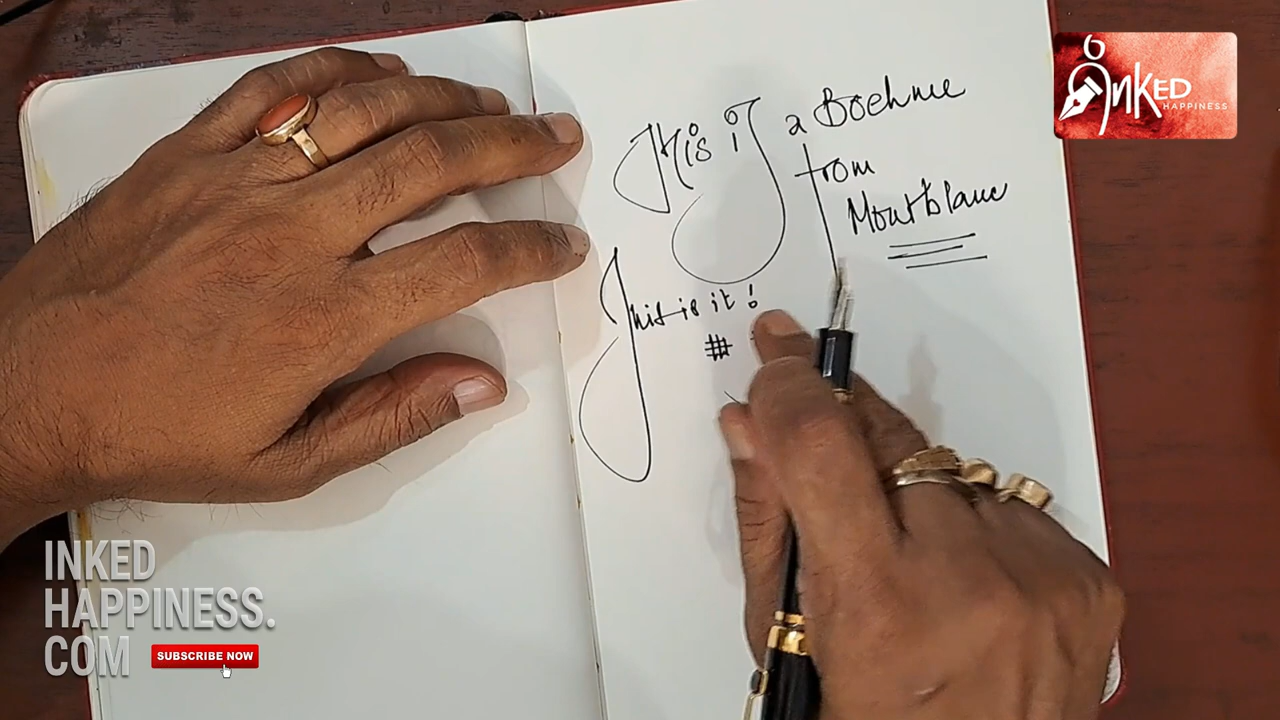 This is a Boehme
from
Montblanc
This is it!
#
inked
HAPPINESS
INKED
HAPPINESS.
COM
SUBSCRIBE NOW